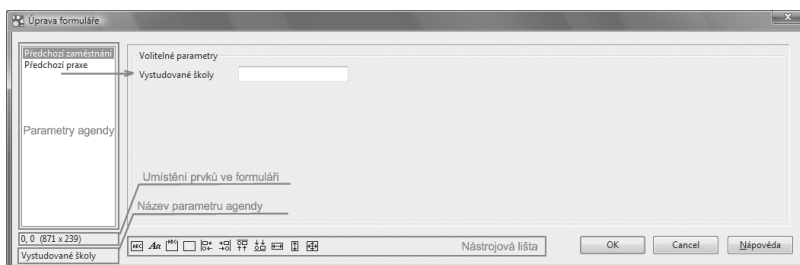 Úprava formuláře
Předchozí zaměstnání
Předchozí praxe
Parametry agendy
Volitelné parametry
Vystudované školy
Umístění prvků ve formuláři
Název parametru agendy
0, 0 (871 x 239)
Vystudované školy
Nástrojová lišta
OK
Cancel
Nápověda